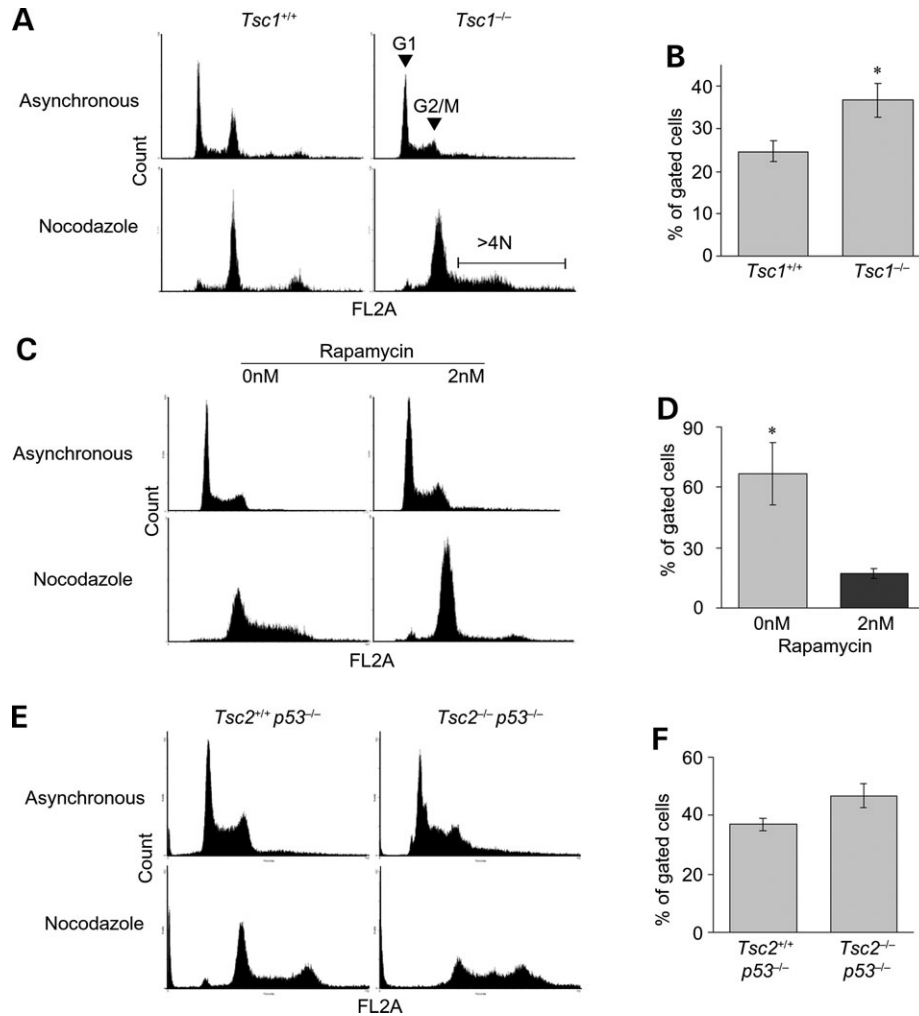 A
Tsc1+/+
Tsc1–/–
Asynchronous
G1
G2/M
Count
Nocodazole
>4N
FL2A
B
% of gated cells
40
30
20
10
0
*
Tsc1+/+
Tsc1–/–
C
Rapamycin
0nM
2nM
Asynchronous
Count
Nocodazole
FL2A
D
% of gated cells
90
60
30
0
*
0nM
2nM
Rapamycin
E
Tsc2+/+ p53–/–
Tsc2–/– p53–/–
Asynchronous
Count
Nocodazole
FL2A
F
% of gated cells
60
40
20
0
Tsc2+/+
p53–/–
Tsc2–/–
p53–/–